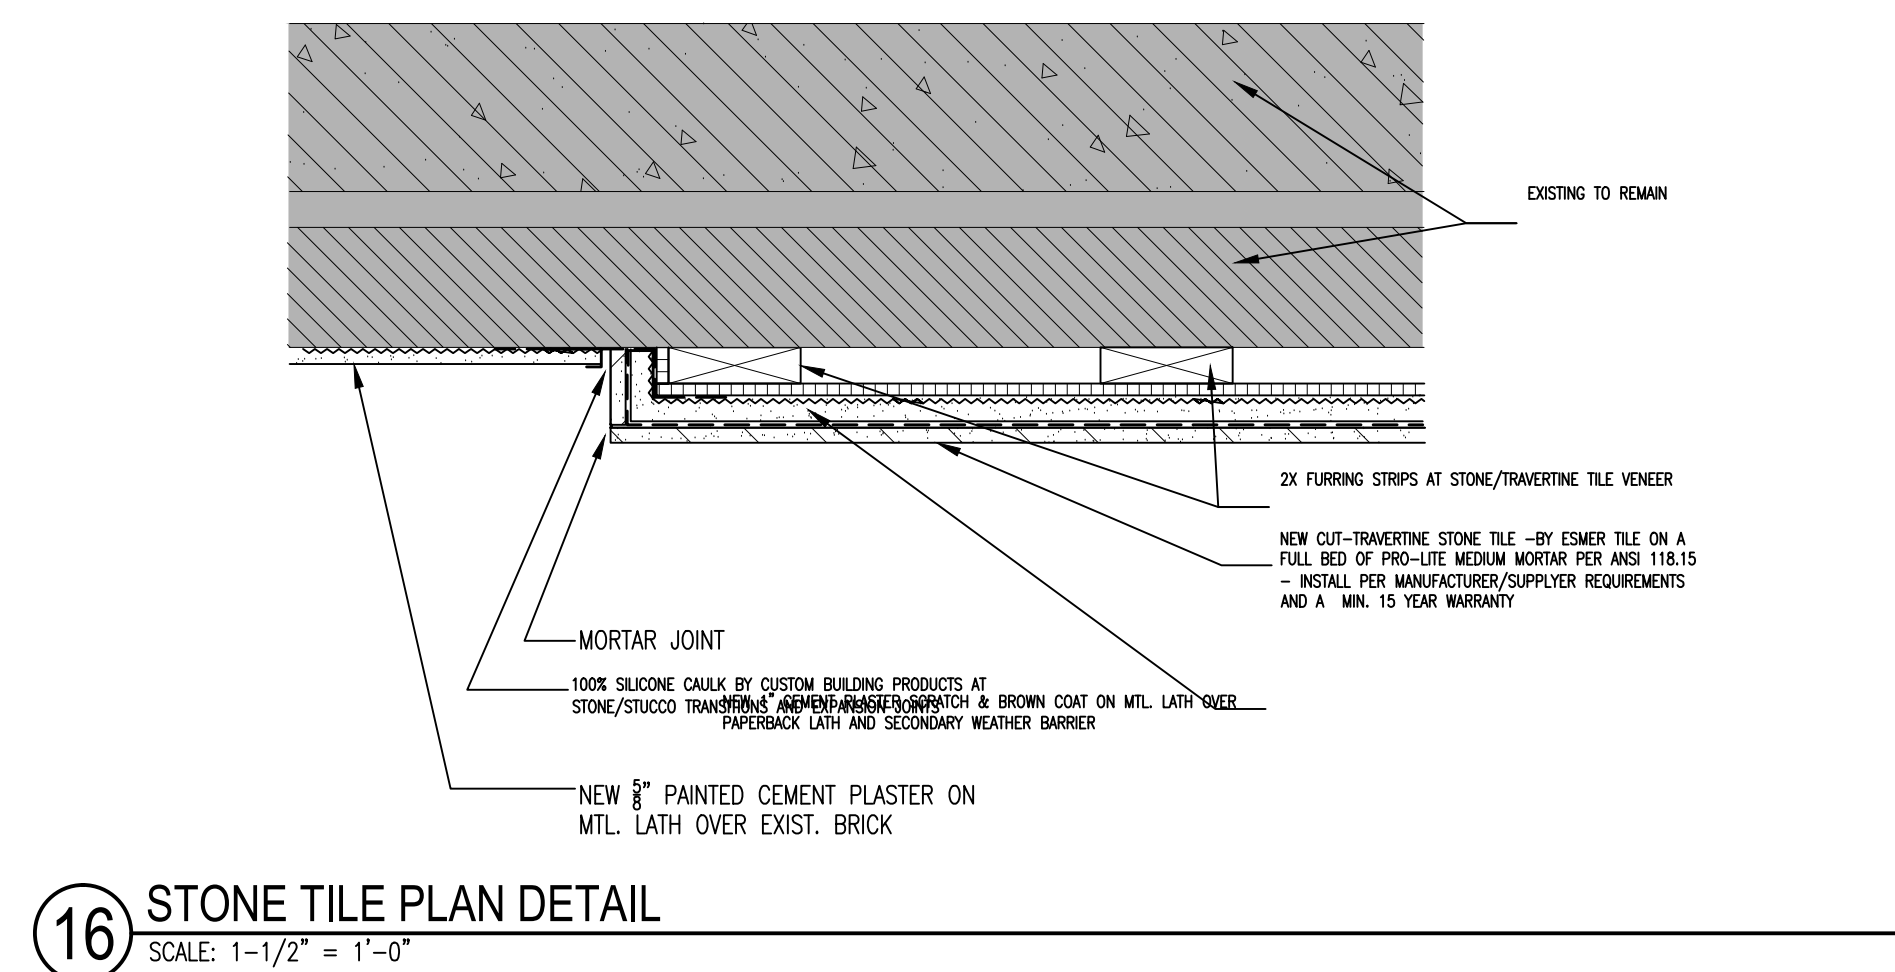 EXISTING TO REMAIN
2X FURRING STRIPS AT STONE/TRAVERTINE TILE VENEER
NEW CUT-TRAVERTINE STONE TILE -BY ESMER TILE ON A
FULL BED OF PRO-LITE MEDIUM MORTAR PER ANSI 118.15
- INSTALL PER MANUFACTURER/SUPPLYER REQUIREMENTS
AND A MIN. 15 YEAR WARRANTY
MORTAR JOINT
100% SILICONE CAULK BY CUSTOM BUILDING PRODUCTS AT
STONE/STUCCO TRANSITIONS AND EXPANSION JOINTS
NEW 1" CEMENT PLASTER SCRATCH & BROWN COAT ON MTL. LATH OVER
PAPERBACK LATH AND SECONDARY WEATHER BARRIER
NEW 5/8" PAINTED CEMENT PLASTER ON
MTL. LATH OVER EXIST. BRICK
16
STONE TILE PLAN DETAIL
SCALE: 1-1/2" = 1'-0"